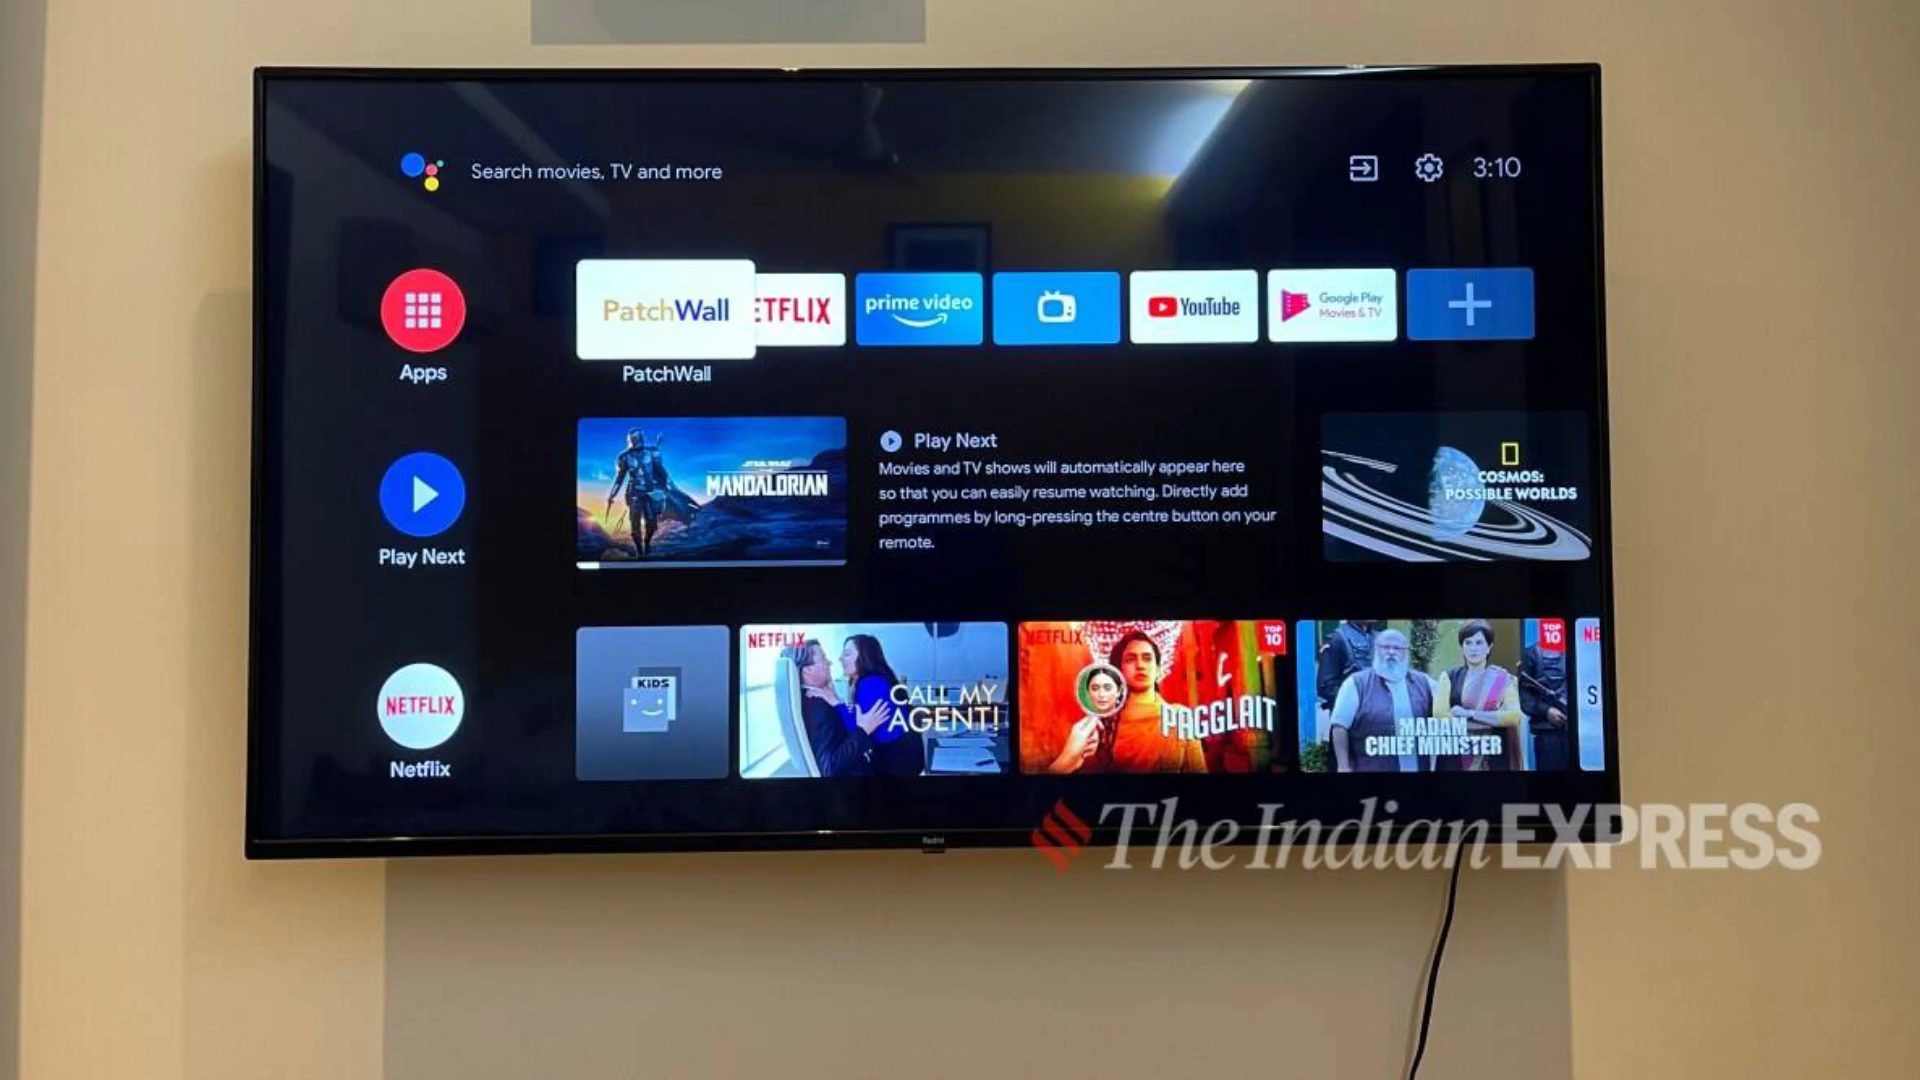 Search movies, TV and more
3:10
Apps
PatchWall
ETFLIX
prime video
YouTube
Google Play
Movies & TV
PatchWall
STAR WARS
MANDALORIAN
Play Next
Movies and TV shows will automatically appear here
so that you can easily resume watching. Directly add
programmes by long-pressing the centre button on your
remote.
COSMOS:
POSSIBLE WORLDS
Play Next
KIDS
NETFLIX
CALL MY
AGENT!
NETFLIX
TOP
10
PAGGLAIT
TOP
10
MADAM
CHIEF MINISTER
NE
S
NETFLIX
Netflix
Redmi
The Indian EXPRESS